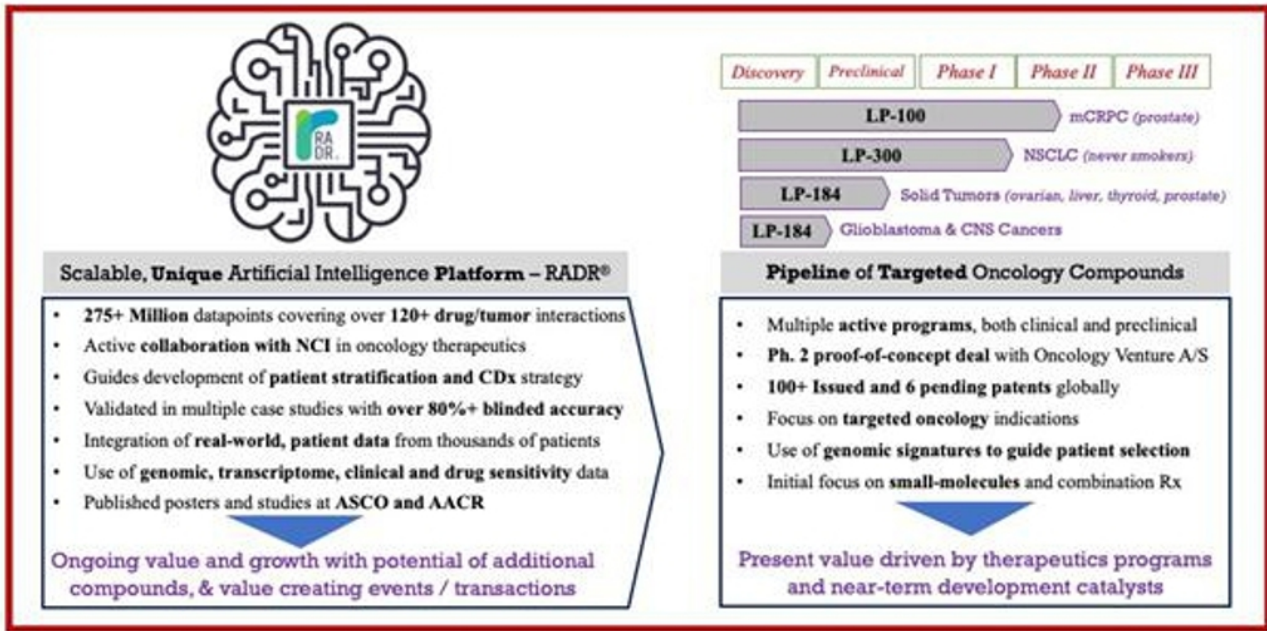 RA
DR.
Scalable, Unique Artificial Intelligence Platform – RADR®
• 275+ Million datapoints covering over 120+ drug/tumor interactions
• Active collaboration with NCI in oncology therapeutics
• Guides development of patient stratification and CDx strategy
• Validated in multiple case studies with over 80%+ blinded accuracy
• Integration of real-world, patient data from thousands of patients
• Use of genomic, transcriptome, clinical and drug sensitivity data
• Published posters and studies at ASCO and AACR
Ongoing value and growth with potential of additional
compounds, & value creating events / transactions
Discovery Preclinical Phase I Phase II Phase III
LP-100 mCRPC (prostate)
LP-300 NSCLC (never smokers)
LP-184 Solid Tumors (ovarian, liver, thyroid, prostate)
LP-184 Glioblastoma & CNS Cancers
Pipeline of Targeted Oncology Compounds
• Multiple active programs, both clinical and preclinical
• Ph. 2 proof-of-concept deal with Oncology Venture A/S
• 100+ Issued and 6 pending patents globally
• Focus on targeted oncology indications
• Use of genomic signatures to guide patient selection
• Initial focus on small-molecules and combination Rx
Present value driven by therapeutics programs
and near-term development catalysts